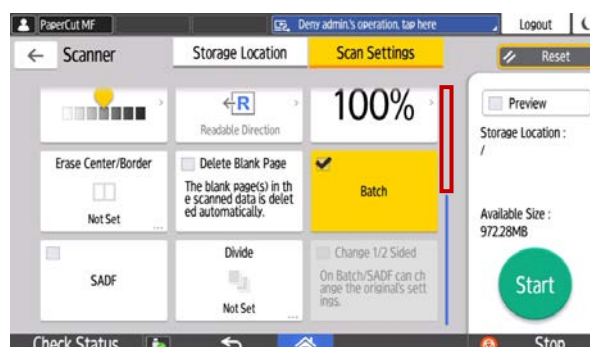 PaperCut MF
Deny admin.'s operation, tap here
Logout
Scanner
Storage Location
Scan Settings
Reset
R
Readable Direction
100%
Preview
Storage Location :
/
Erase Center/Border
Not Set
Delete Blank Page
The blank page(s) in th
e scanned data is delet
ed automatically.
Batch
Available Size :
972.28MB
SADF
Divide
Not Set
Change 1/2 Sided
On Batch/SADF can ch
ange the original's sett
ings.
Start
Check Status
Stop